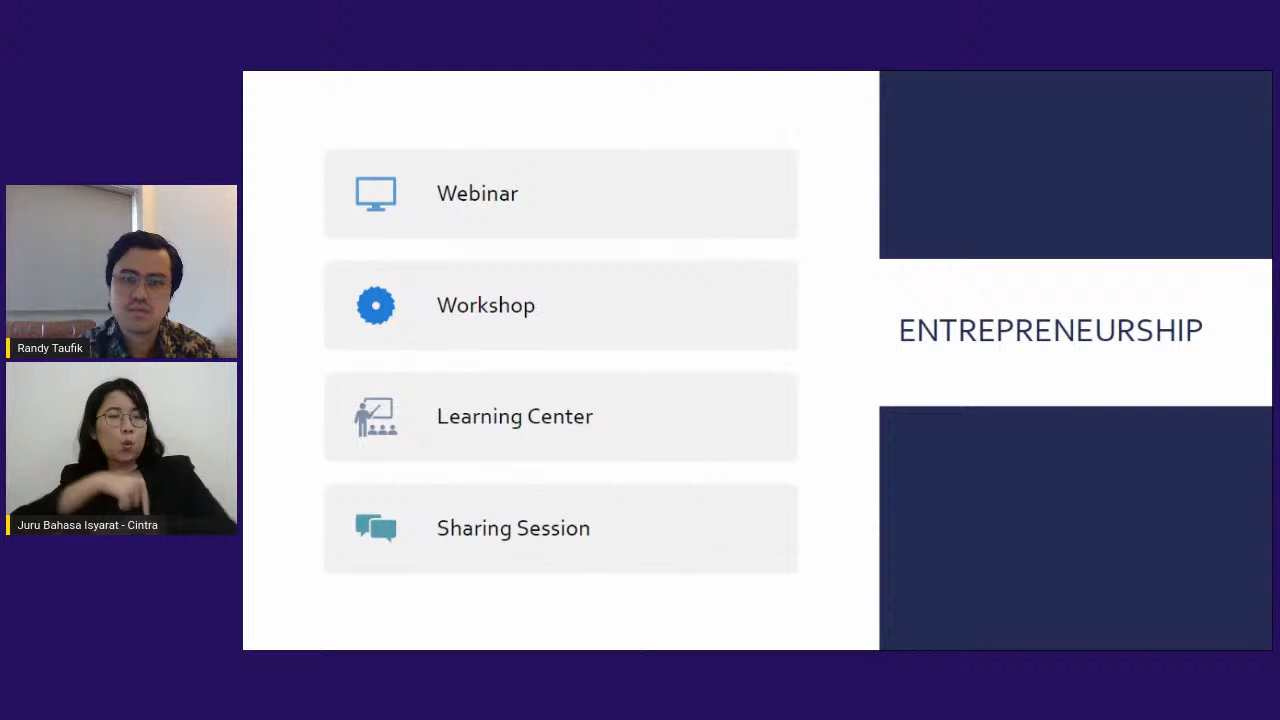 Webinar
Workshop
Learning Center
Sharing Session
ENTREPRENEURSHIP
Randy Taufik
Juru Bahasa Isyarat - Cintra